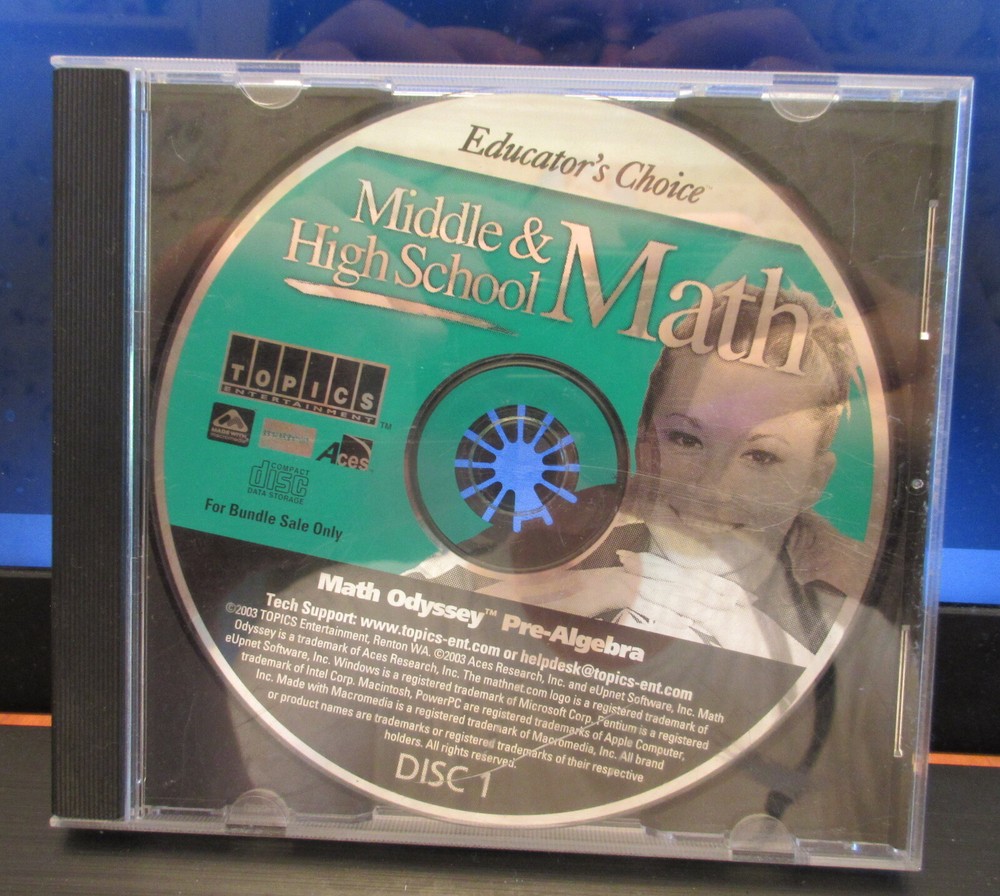 Educator's Choice™
Middle &
High School
Math
TOPICS
ENTERTAINMENT™
MADE WITH
Aces
COMPACT
disc
DATA STORAGE
For Bundle Sale Only
Math Odyssey™ Pre-Algebra
Tech Support: www.topics-ent.com or helpdesk@topics-ent.com
©2003 TOPICS Entertainment, Renton WA. ©2003 Aces Research, Inc. and eUpnet Software, Inc. Math
Odyssey is a trademark of Aces Research, Inc. The mathnet.com logo is a registered trademark of
eUpnet Software, Inc. Windows is a registered trademark of Microsoft Corp. Pentium is a registered
trademark of Intel Corp. Macintosh, PowerPC are registered trademarks of Apple Computer,
Inc. Made with Macromedia is a registered trademark of Macromedia, Inc. All brand
or product names are trademarks or registered trademarks of their respective
holders. All rights reserved.
DISC 1